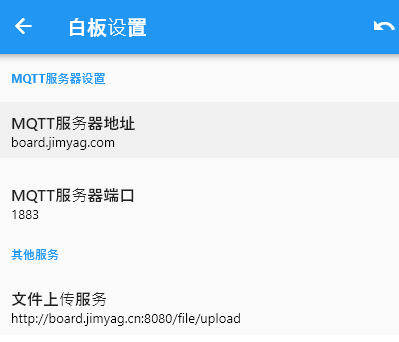 白板设置
MQTT服务器设置
MQTT服务器地址
board.jimyag.com
MQTT服务器端口
1883
其他服务
文件上传服务
http://board.jimyag.cn:8080/file/upload